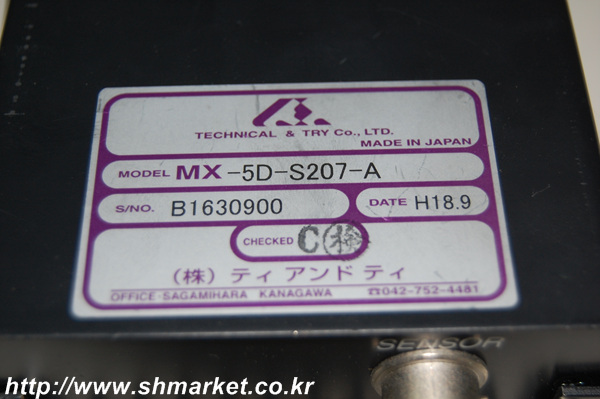 TECHNICAL & TRY CO., LTD.
MADE IN JAPAN
MODEL MX-5D-S207-A
S/NO. B1630900 DATE H18.9
CHECKED C 検
(株) ティ アンド ティ
OFFICE-SAGAMIHARA KANAGAWA ☎042-752-4481
SENSOR
http://www.shmarket.co.kr